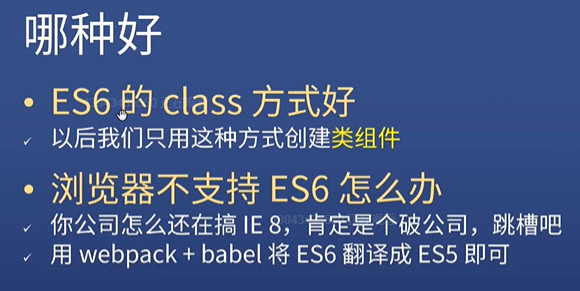 哪种好
• ES6 的 class 方式好
✓ 以后我们只用这种方式创建类组件
• 浏览器不支持 ES6 怎么办
✓ 你公司怎么还在搞 IE 8，肯定是个破公司，跳槽吧
✓ 用 webpack + babel 将 ES6 翻译成 ES5 即可